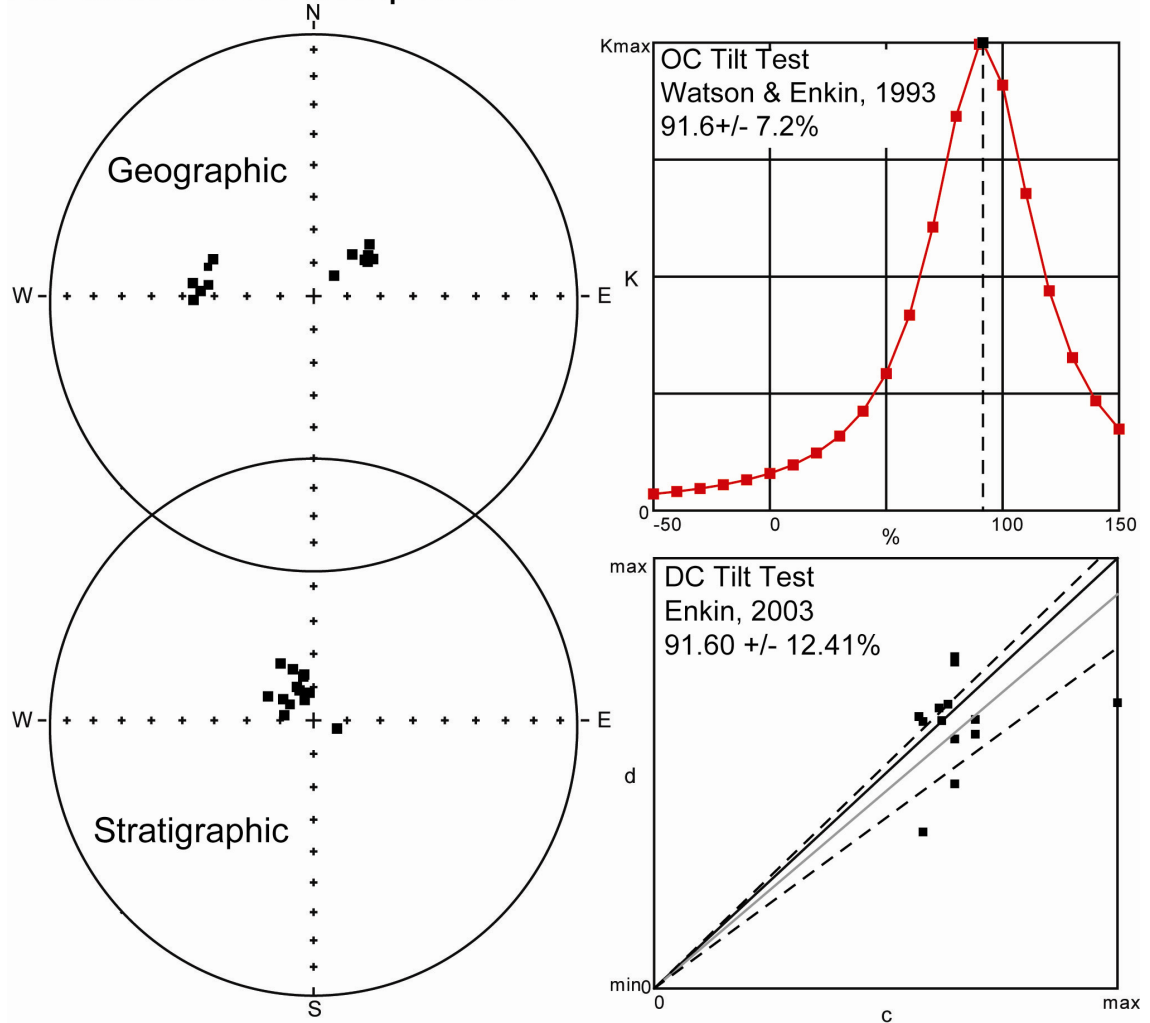 N
Geographic
W
E
Stratigraphic
W
E
S
Kmax
OC Tilt Test
Watson & Enkin, 1993
91.6+/- 7.2%
K
0
-50
0
100
150
%
max
DC Tilt Test
Enkin, 2003
91.60 +/- 12.41%
d
min0
0
max
c